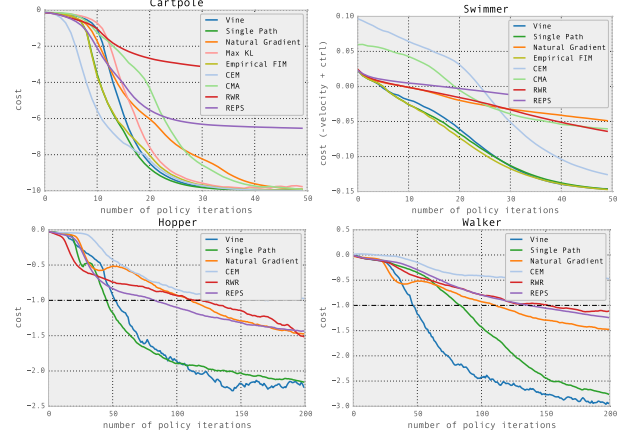 Cartpole
cost
0
−2
−4
−6
−8
−10
0 10 20 30 40 50
number of policy iterations
Vine
Single Path
Natural Gradient
Max KL
Empirical FIM
CEM
CMA
RWR
REPS
Swimmer
cost (-velocity + ctrl)
0.10
0.05
0.00
−0.05
−0.10
−0.15
0 10 20 30 40 50
number of policy iterations
Vine
Single Path
Natural Gradient
Empirical FIM
CEM
CMA
RWR
REPS
Hopper
cost
0.0
−0.5
−1.0
−1.5
−2.0
−2.5
0 50 100 150 200
number of policy iterations
Vine
Single Path
Natural Gradient
CEM
RWR
REPS
Walker
cost
0.5
0.0
−0.5
−1.0
−1.5
−2.0
−2.5
−3.0
0 50 100 150 200
number of policy iterations
Vine
Single Path
Natural Gradient
CEM
RWR
REPS